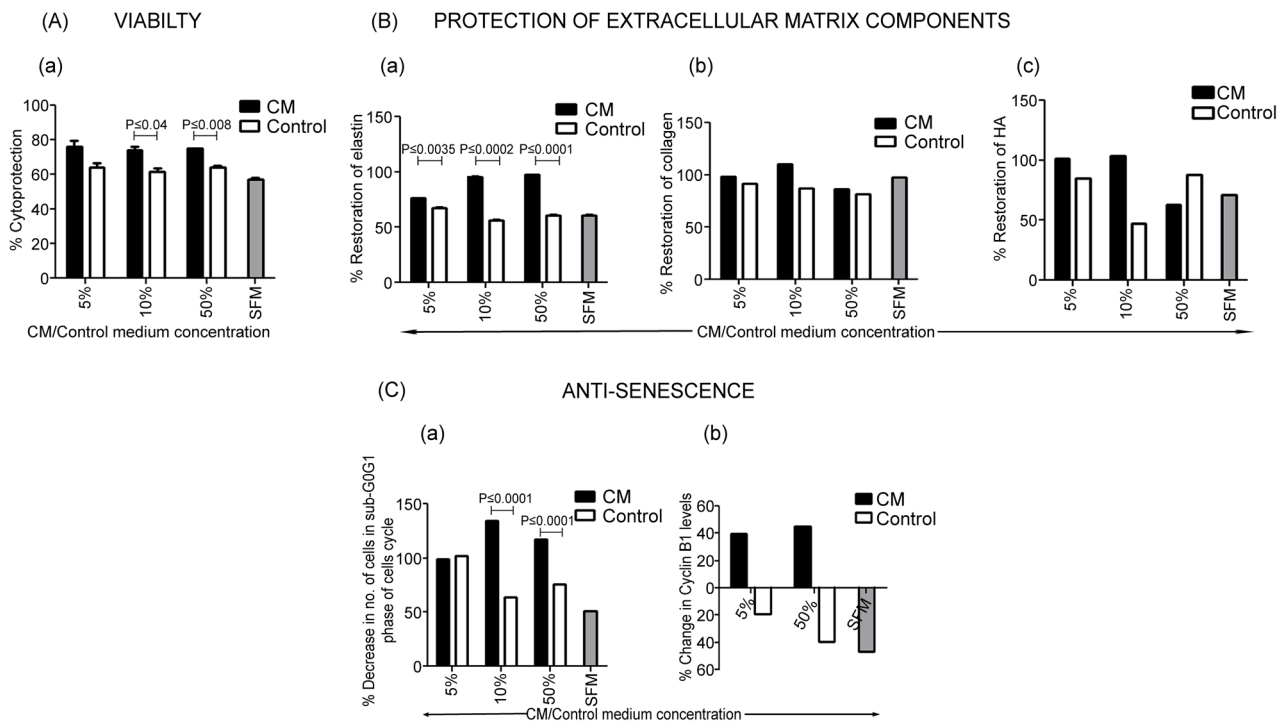 (A) VIABILTY
(B) PROTECTION OF EXTRACELLULAR MATRIX COMPONENTS
(a)
CM
Control
P≤0.04
P≤0.008
% Cytoprotection
100
80
60
40
20
0
5%
10%
50%
SFM
CM/Control medium concentration
(a)
CM
Control
P≤0.0035
P≤0.0002
P≤0.0001
% Restoration of elastin
150
100
50
0
5%
10%
50%
SFM
(b)
CM
Control
% Restoration of collagen
150
100
50
0
5%
10%
50%
SFM
(c)
CM
Control
% Restoration of HA
150
100
50
0
5%
10%
50%
SFM
CM/Control medium concentration
(C) ANTI-SENESCENCE
(a)
CM
Control
P≤0.0001
P≤0.0001
% Decrease in no. of cells in sub-G0G1
phase of cells cycle
150
100
50
0
5%
10%
50%
SFM
(b)
CM
Control
% Change in Cyclin B1 levels
60
40
20
0
20
40
60
5%
50%
SFM
CM/Control medium concentration